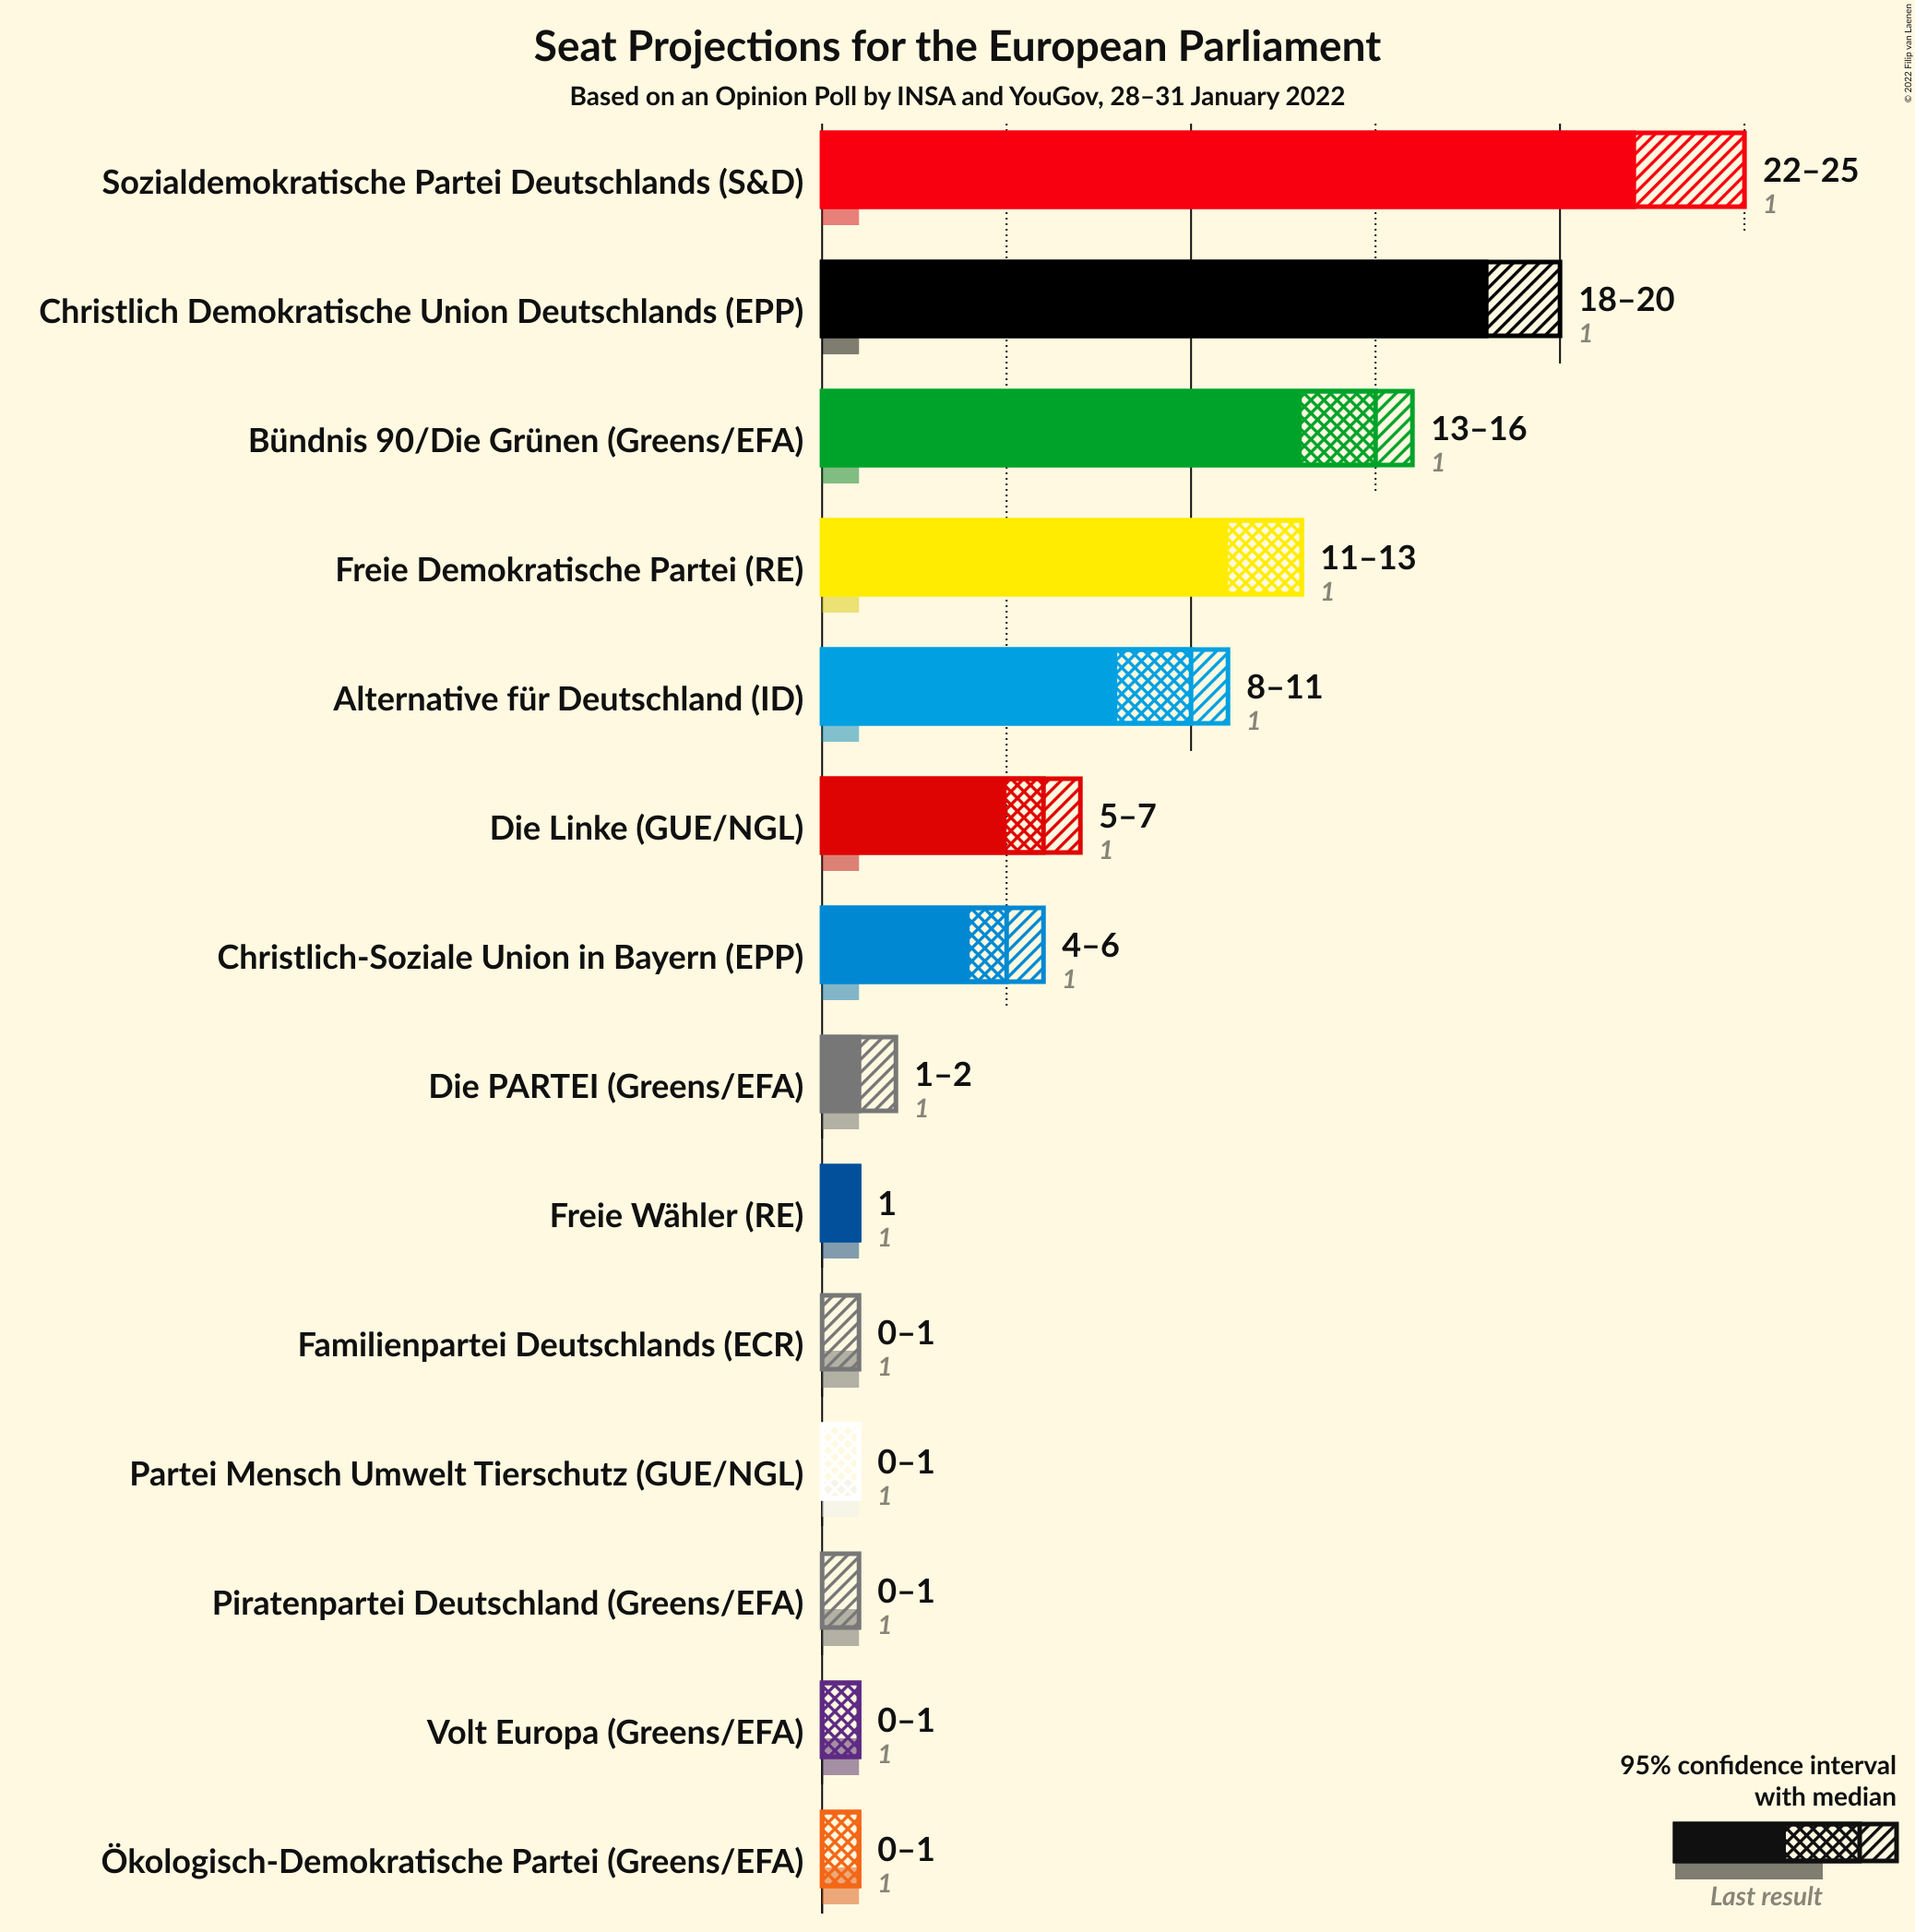 Seat Projections for the European Parliament
Based on an Opinion Poll by INSA and YouGov, 28–31 January 2022
© 2022 Filip van Laenen
Sozialdemokratische Partei Deutschlands (S&D)
22–25
1
Christlich Demokratische Union Deutschlands (EPP)
18–20
1
Bündnis 90/Die Grünen (Greens/EFA)
13–16
1
Freie Demokratische Partei (RE)
11–13
1
Alternative für Deutschland (ID)
8–11
1
Die Linke (GUE/NGL)
5–7
1
Christlich-Soziale Union in Bayern (EPP)
4–6
1
Die PARTEI (Greens/EFA)
1–2
1
Freie Wähler (RE)
1
1
Familienpartei Deutschlands (ECR)
0–1
1
Partei Mensch Umwelt Tierschutz (GUE/NGL)
0–1
1
Piratenpartei Deutschland (Greens/EFA)
0–1
1
Volt Europa (Greens/EFA)
0–1
1
Ökologisch-Demokratische Partei (Greens/EFA)
0–1
1
95% confidence interval
with median
Last result